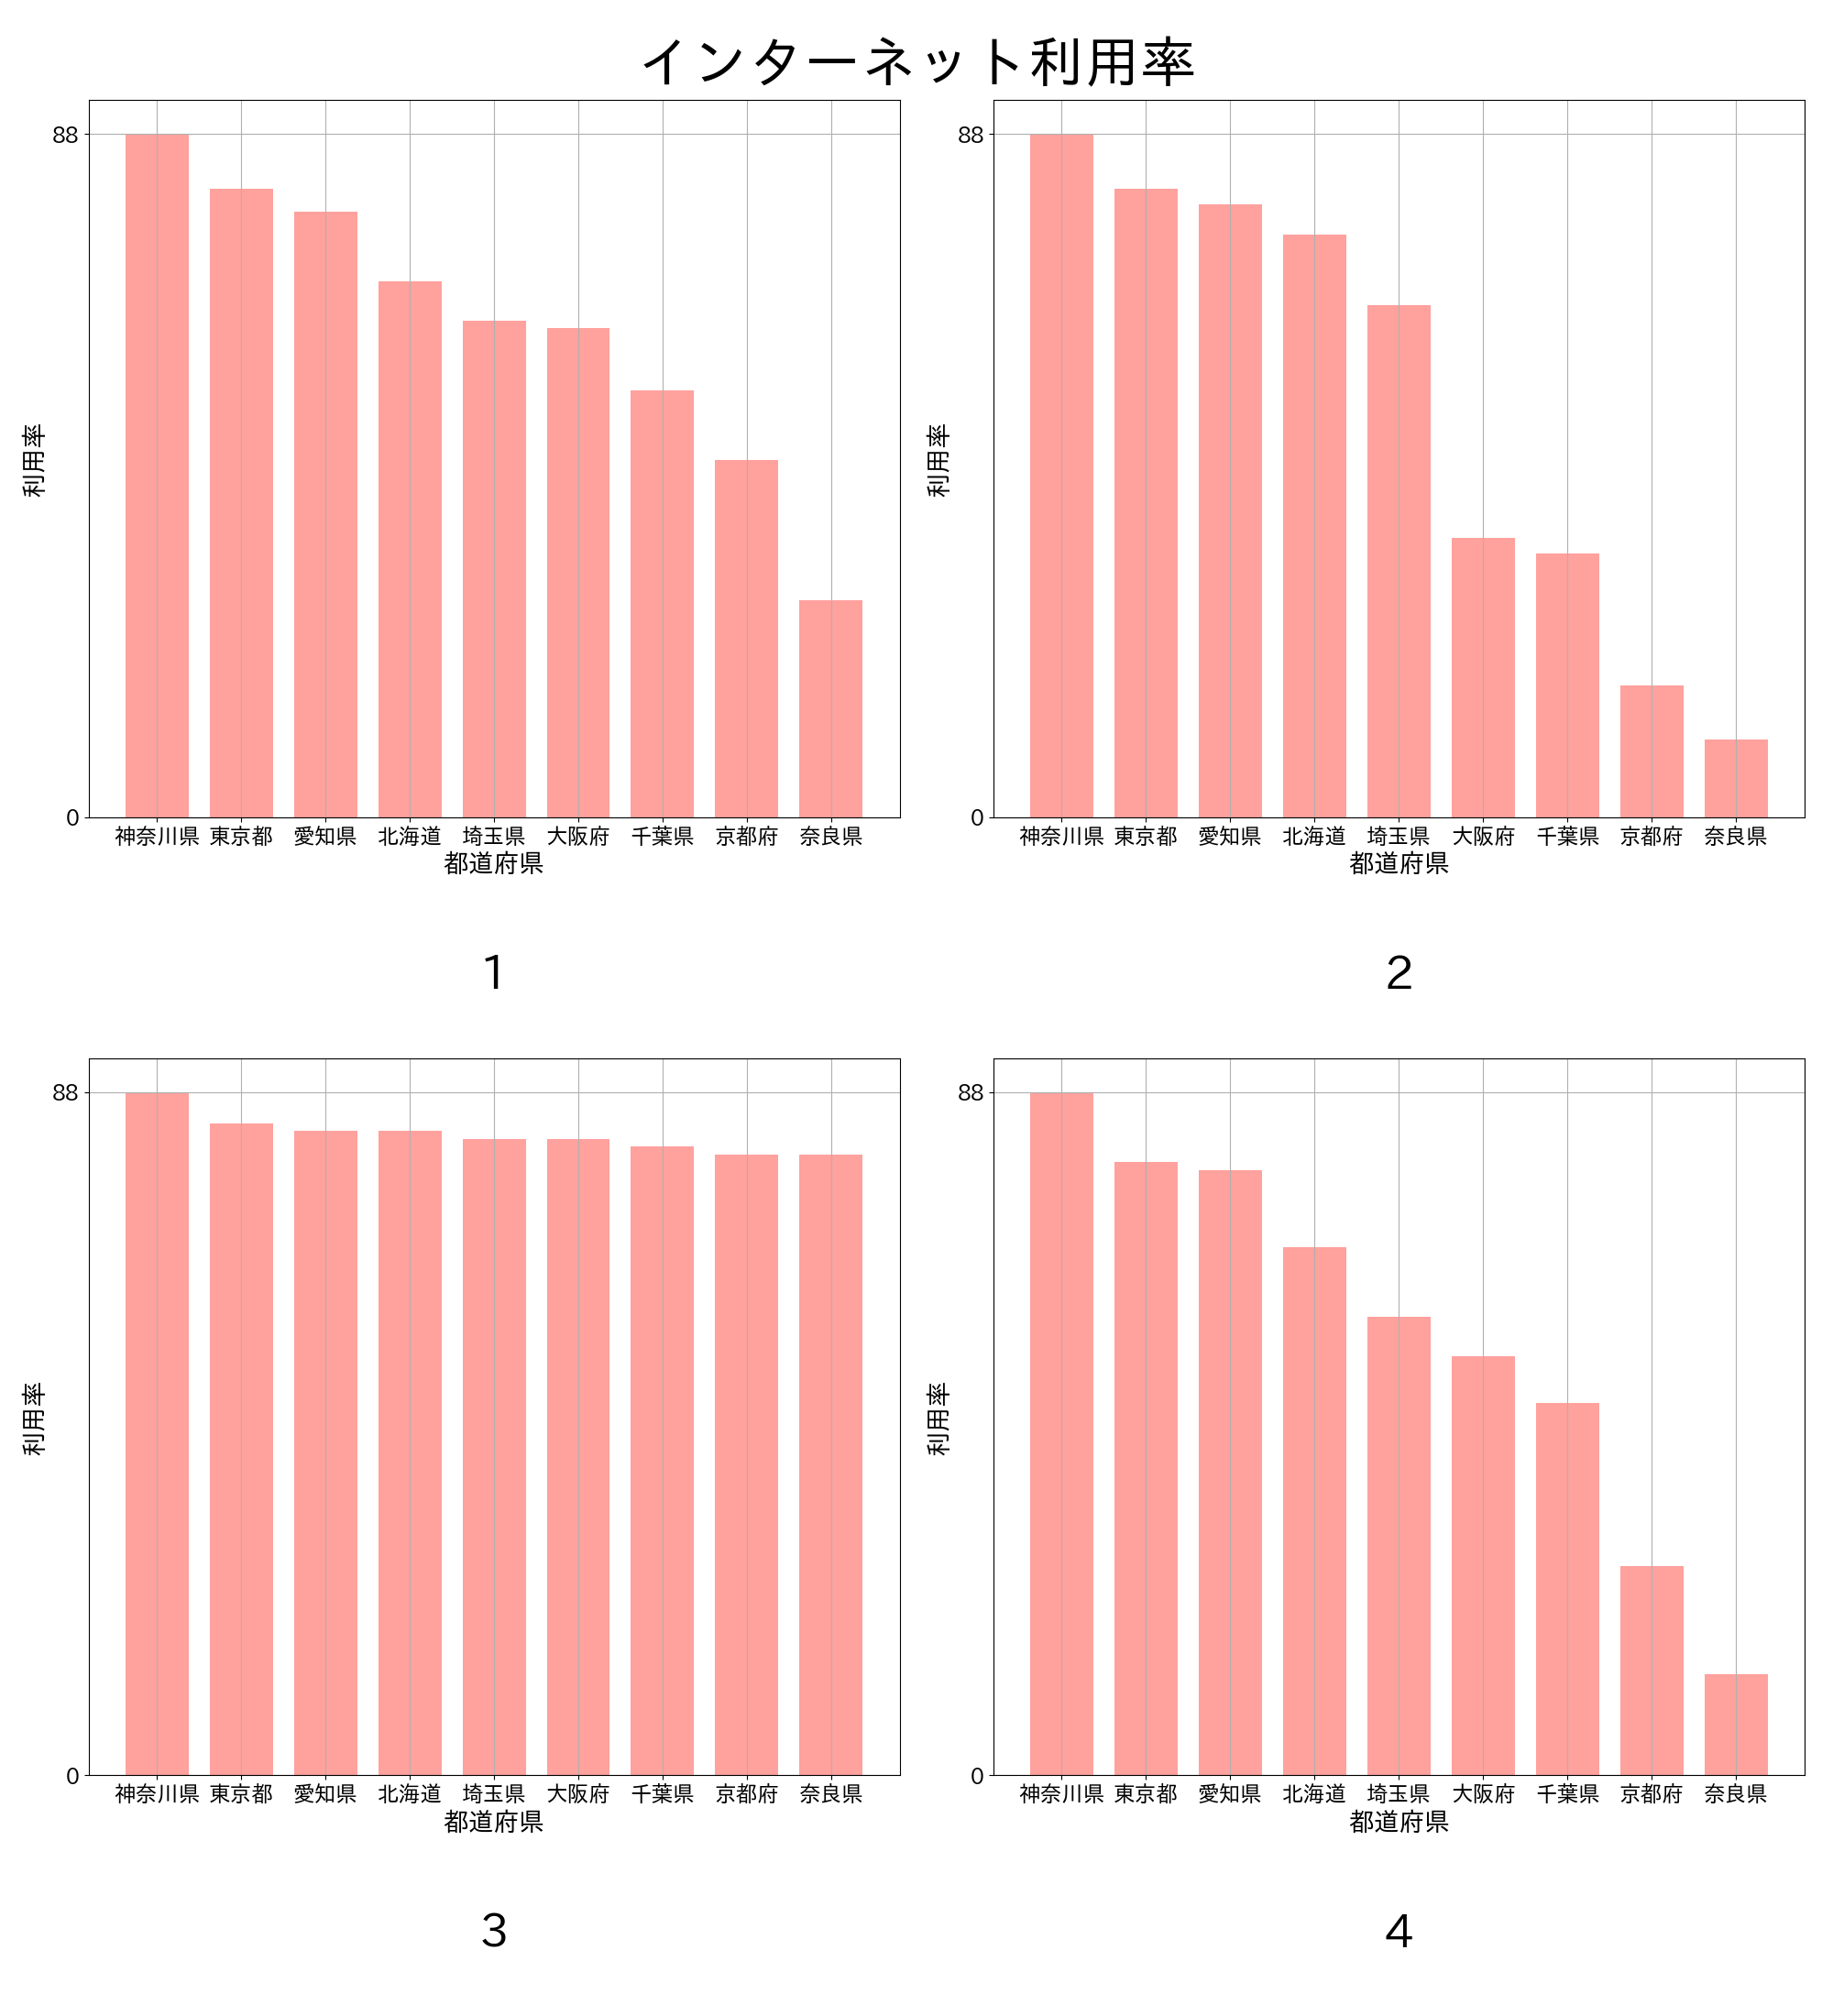 インターネット利用率
88
0
利用率
神奈川県 東京都 愛知県 北海道 埼玉県 大阪府 千葉県 京都府 奈良県
都道府県
1
88
0
利用率
神奈川県 東京都 愛知県 北海道 埼玉県 大阪府 千葉県 京都府 奈良県
都道府県
2
88
0
利用率
神奈川県 東京都 愛知県 北海道 埼玉県 大阪府 千葉県 京都府 奈良県
都道府県
3
88
0
利用率
神奈川県 東京都 愛知県 北海道 埼玉県 大阪府 千葉県 京都府 奈良県
都道府県
4